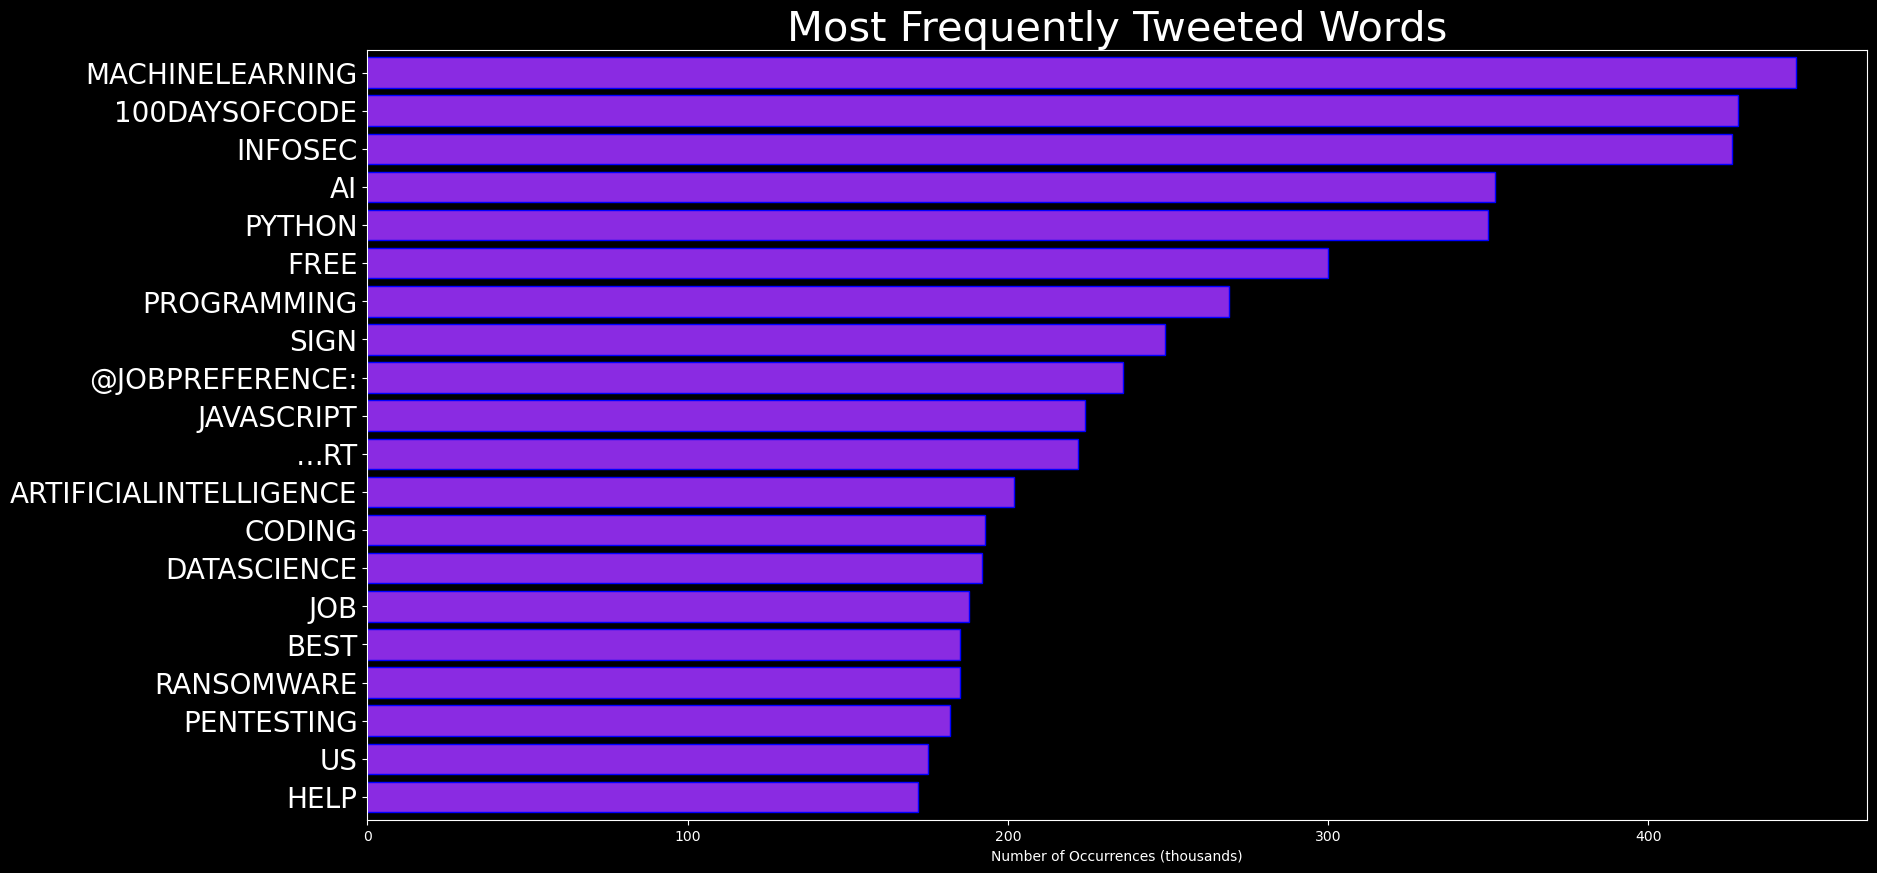 Most Frequently Tweeted Words
MACHINELEARNING
100DAYSOFCODE
INFOSEC
AI
PYTHON
FREE
PROGRAMMING
SIGN
@JOBPREFERENCE:
JAVASCRIPT
…RT
ARTIFICIALINTELLIGENCE
CODING
DATASCIENCE
JOB
BEST
RANSOMWARE
PENTESTING
US
HELP
0 100 200 300 400
Number of Occurrences (thousands)